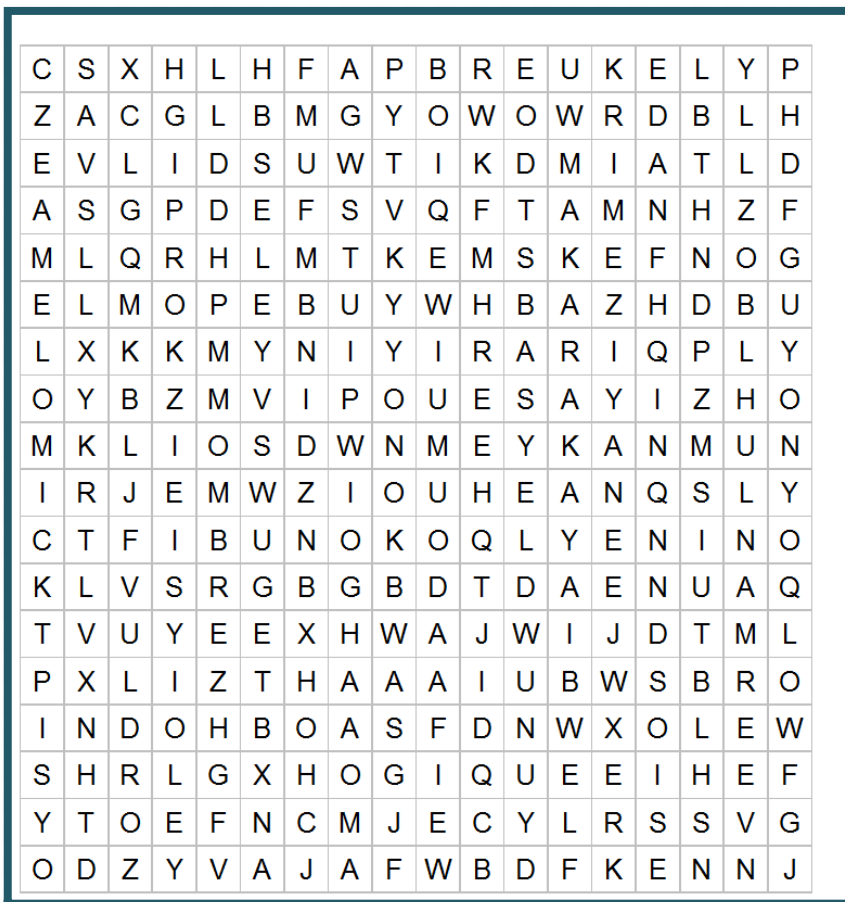 C S X H L H F A P B R E U K E L Y P
Z A C G L B M G Y O W O W R D B L H
E V L I D S U W T I K D M I A T L D
A S G P D E F S V Q F T A M N H Z F
M L Q R H L M T K E M S K E F N O G
E L M O P E B U Y W H B A Z H D B U
L X K K M Y N I Y I R A R I Q P L Y
O Y B Z M V I P O U E S A Y I Z H O
M K L I O S D W N M E Y K A N M U N
I R J E M W Z I O U H E A N Q S L Y
C T F I B U N O K O Q L Y E N I N O
K L V S R G B G B D T D A E N U A Q
T V U Y E E X H W A J W I J D T M L
P X L I Z T H A A A I U B W S B R O
I N D O H B O A S F D N W X O L E W
S H R L G X H O G I Q U E E I H E F
Y T O E F N C M J E C Y L R S S V G
O D Z Y V A J A F W B D F K E N N J